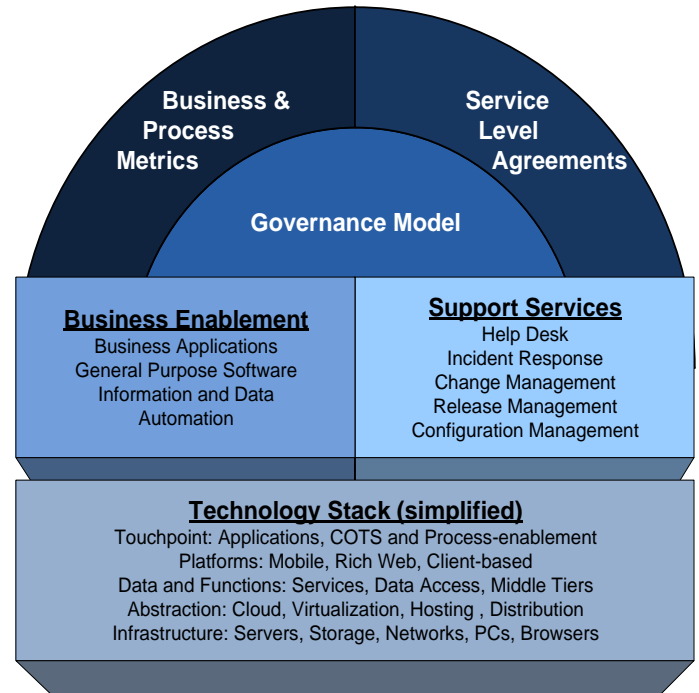 Business &
Process
Metrics
Service
Level
Agreements
Governance Model
Business Enablement
Business Applications
General Purpose Software
Information and Data
Automation
Support Services
Help Desk
Incident Response
Change Management
Release Management
Configuration Management
Technology Stack (simplified)
Touchpoint: Applications, COTS and Process-enablement
Platforms: Mobile, Rich Web, Client-based
Data and Functions: Services, Data Access, Middle Tiers
Abstraction: Cloud, Virtualization, Hosting , Distribution
Infrastructure: Servers, Storage, Networks, PCs, Browsers